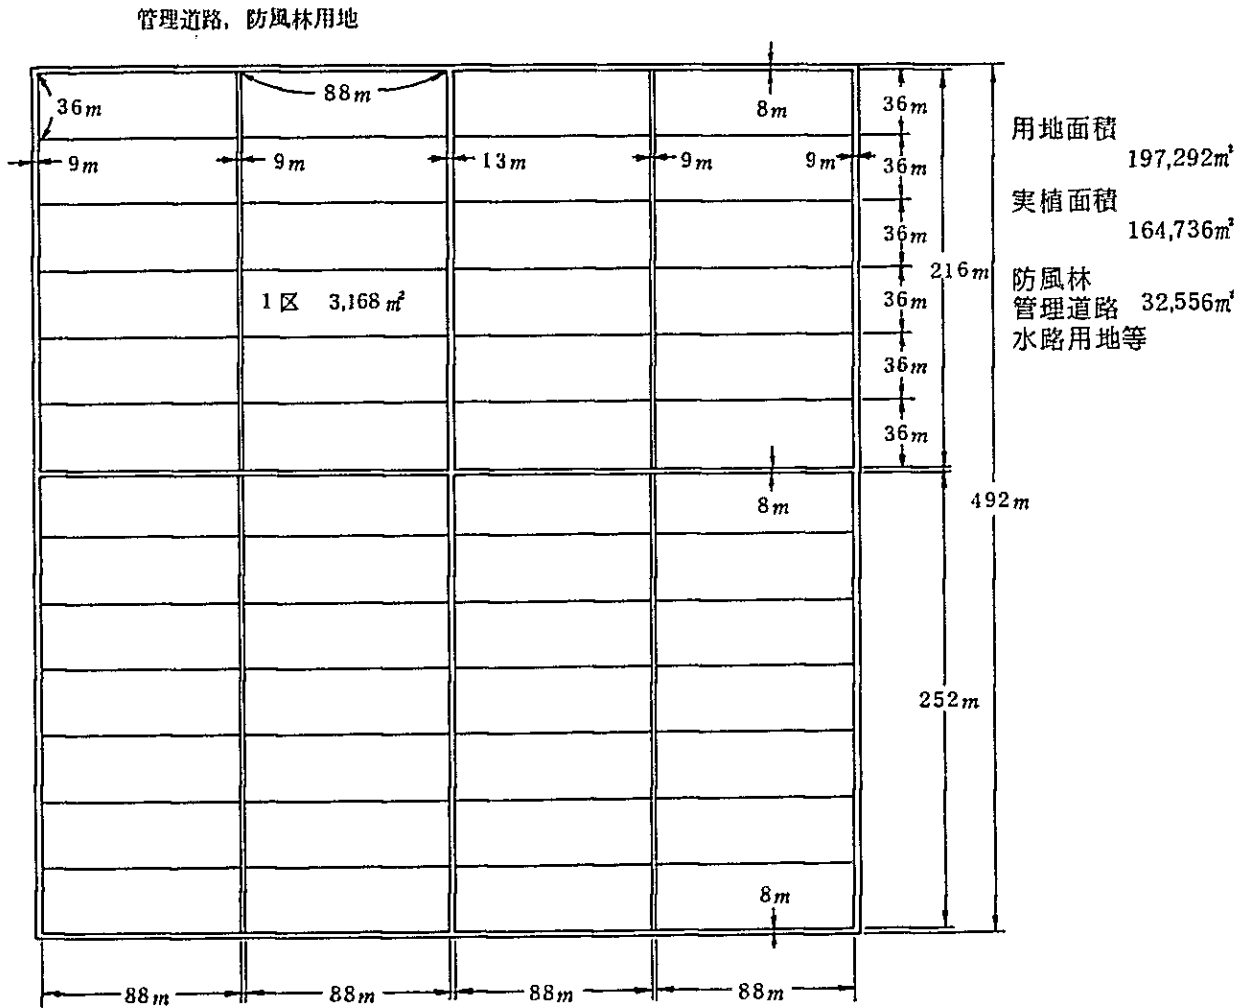 管理道路，防風林用地
36m
88m
8m
36m
用地面積
197,292㎡
9m
9m
13m
9m
9m
36m
実植面積
164,736㎡
36m
216m
防風林
管理道路 32,556㎡
水路用地等
1区 3,168㎡
36m
36m
36m
8m
492m
252m
8m
88m
88m
88m
88m